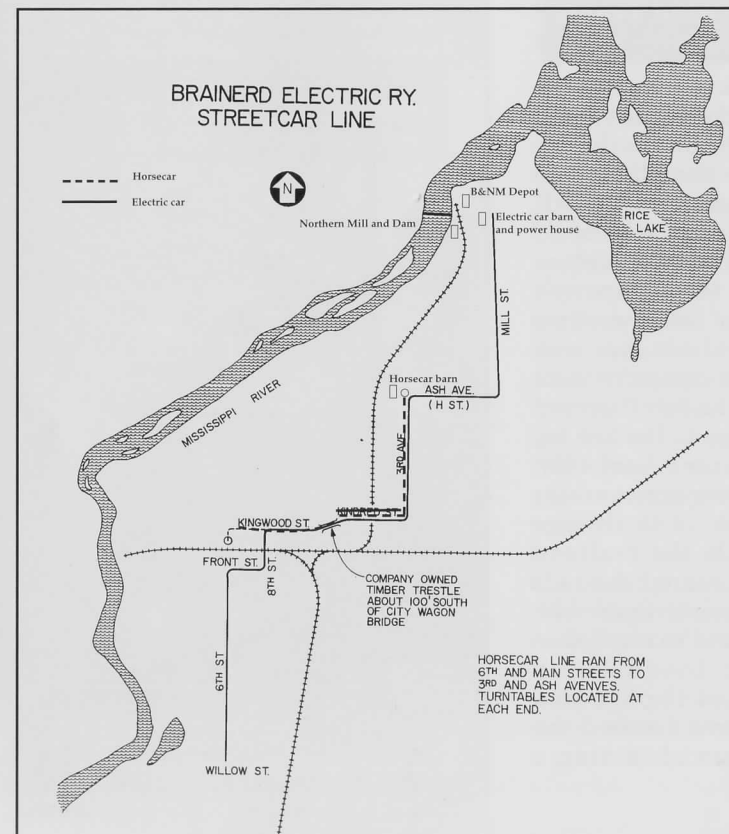 BRAINERD ELECTRIC RY.
STREETCAR LINE
Horsecar
Electric car
N
B&NM Depot
Northern Mill and Dam
Electric car barn
and power house
RICE
LAKE
MILL ST.
MISSISSIPPI RIVER
Horsecar barn
ASH AVE.
(H ST.)
3RD AVE.
KINDRED ST.
KINGWOOD ST.
FRONT ST.
8TH ST.
COMPANY OWNED
TIMBER TRESTLE
ABOUT 100' SOUTH
OF CITY WAGON
BRIDGE
6TH ST.
HORSECAR LINE RAN FROM
6TH AND MAIN STREETS TO
3RD AND ASH AVENVES.
TURNTABLES LOCATED AT
EACH END.
WILLOW ST.